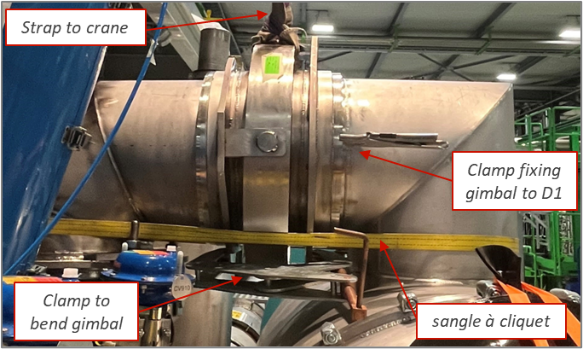 Strap to crane
Clamp fixing
gimbal to D1
Clamp to
bend gimbal
sangle à cliquet